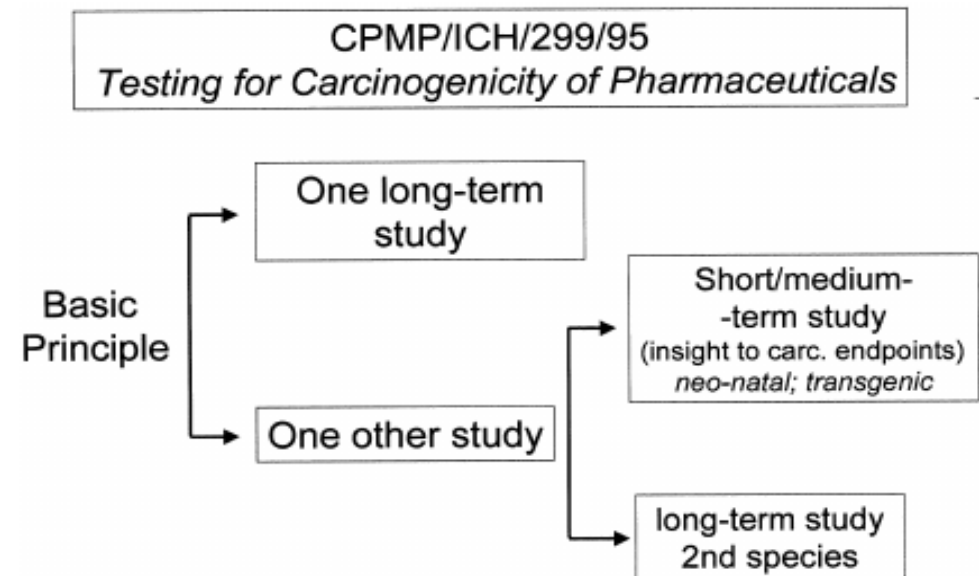 CPMP/ICH/299/95
Testing for Carcinogenicity of Pharmaceuticals
One long-term
study
Basic
Principle
One other study
Short/medium-
-term study
(insight to carc. endpoints)
neo-natal; transgenic
long-term study
2nd species